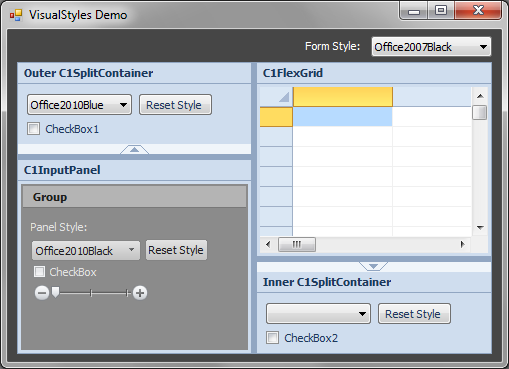 VisualStyles Demo
Form Style: Office2007Black
Outer C1SplitContainer
Office2010Blue Reset Style
CheckBox1
C1InputPanel
Group
Panel Style:
Office2010Black Reset Style
CheckBox
C1FlexGrid
Inner C1SplitContainer
Reset Style
CheckBox2